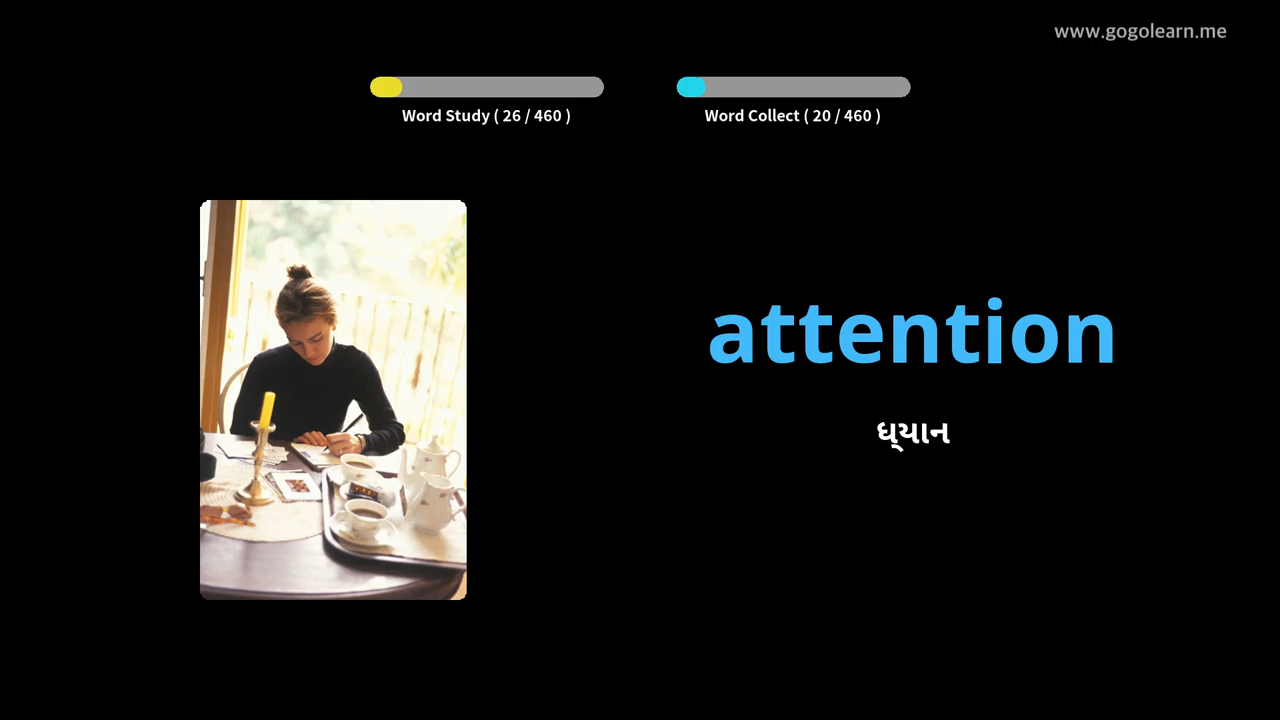 www.gogolearn.me
Word Study ( 26 / 460 )
Word Collect ( 20 / 460 )
attention
ધ્યાન